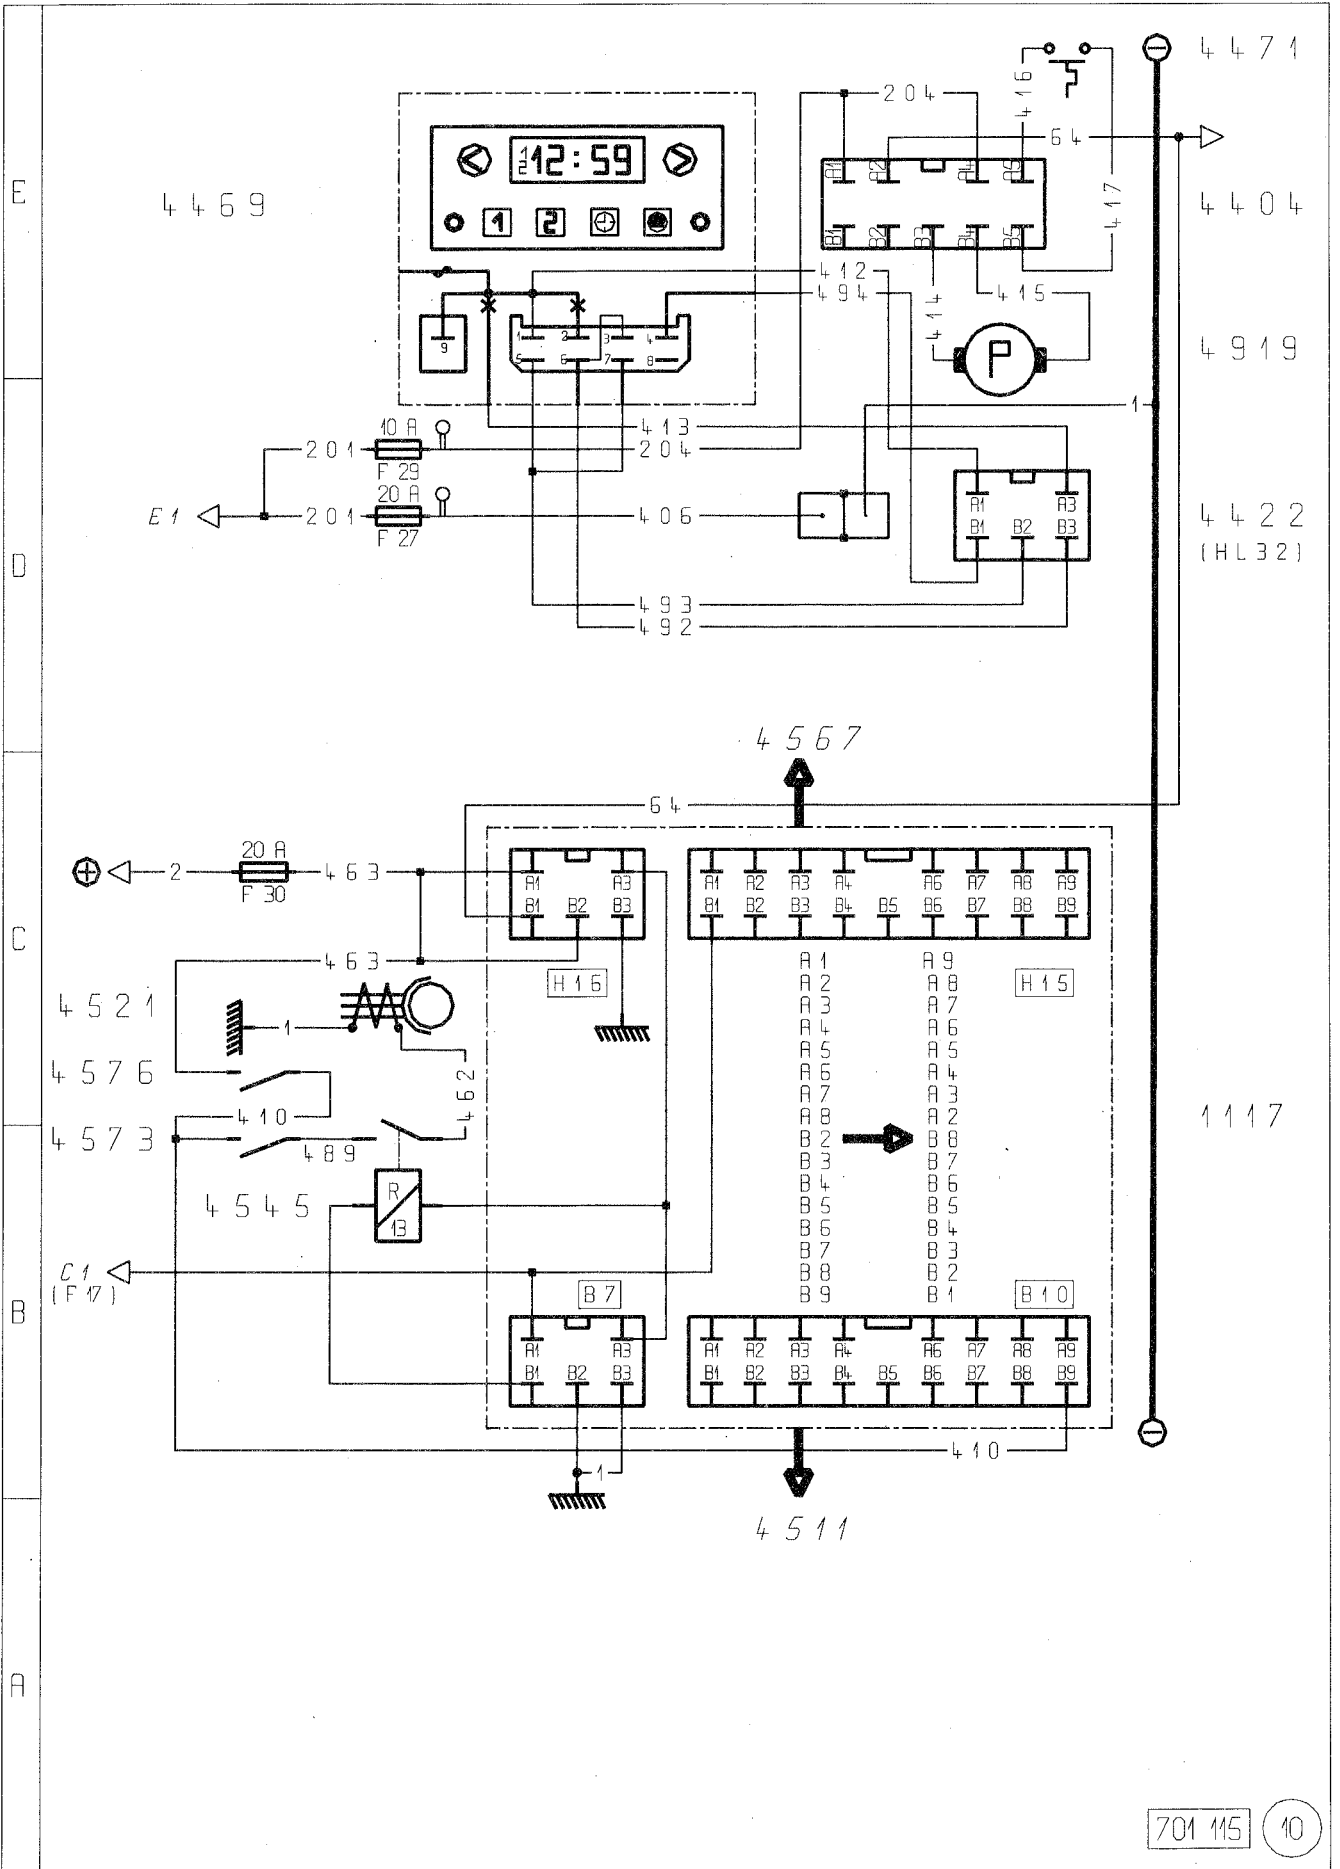 4471
416
204
64
E
1 2 12:59
A1 A2 A4 A5
417
4469
1 2
4404
B1 B2 B3 B4 B5
412
494
414
415
1 2 3 4
9
5 6 7 8
P
4919
1
10 A
413
201
204
F 29
20 A
A1 A3
E1
201
406
4422
B1 B2 B3
F 27
(HL32)
D
493
492
4567
64
20 A
2
463
F 30
A1 A3
A1 A2 A3 A4 A6 A7 A8 A9
B1 B2 B3
B1 B2 B3 B4 B5 B6 B7 B8 B9
C
463
H16
H15
A1 A9
A2 A8
A3 A7
A4 A6
A5 A5
A6 A4
A7 A3
A8 A2
B2 B8
B3 B7
B4 B6
B5 B5
B6 B4
B7 B3
B8 B2
B9 B1
4521
1
4576
462
410
1117
4573
489
4545
R
13
C1
(F17)
B
B7
B10
A1 A3
A1 A2 A3 A4 A6 A7 A8 A9
B1 B2 B3
B1 B2 B3 B4 B5 B6 B7 B8 B9
410
1
4511
A
701 115
10